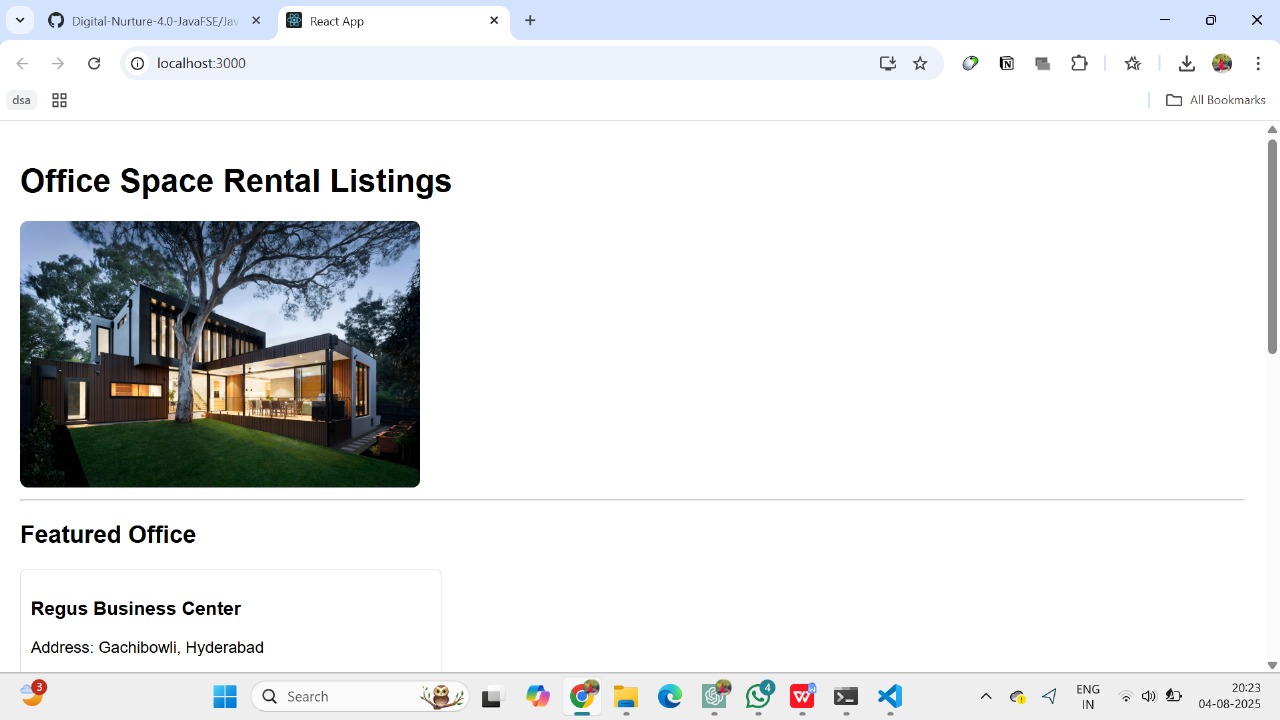 Digital-Nurture-4.0-JavaFSE/Jav
React App
localhost:3000
dsa
All Bookmarks
Office Space Rental Listings
Featured Office
Regus Business Center
Address: Gachibowli, Hyderabad
3
Search
4
ENG
IN
20:23
04-08-2025